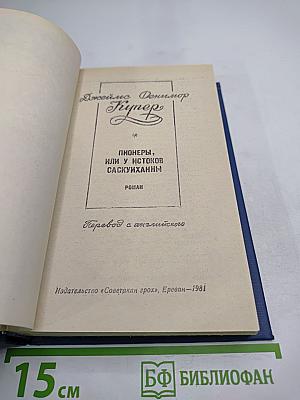 Джеймс Фенимор
Купер
ПИОНЕРЫ,
ИЛИ У ИСТОКОВ
САСКУИХАННЫ
РОМАН
Перевод с английского
Издательство «Советакан грох», Ереван—1981
15 см
БФ БИБЛИОФАН